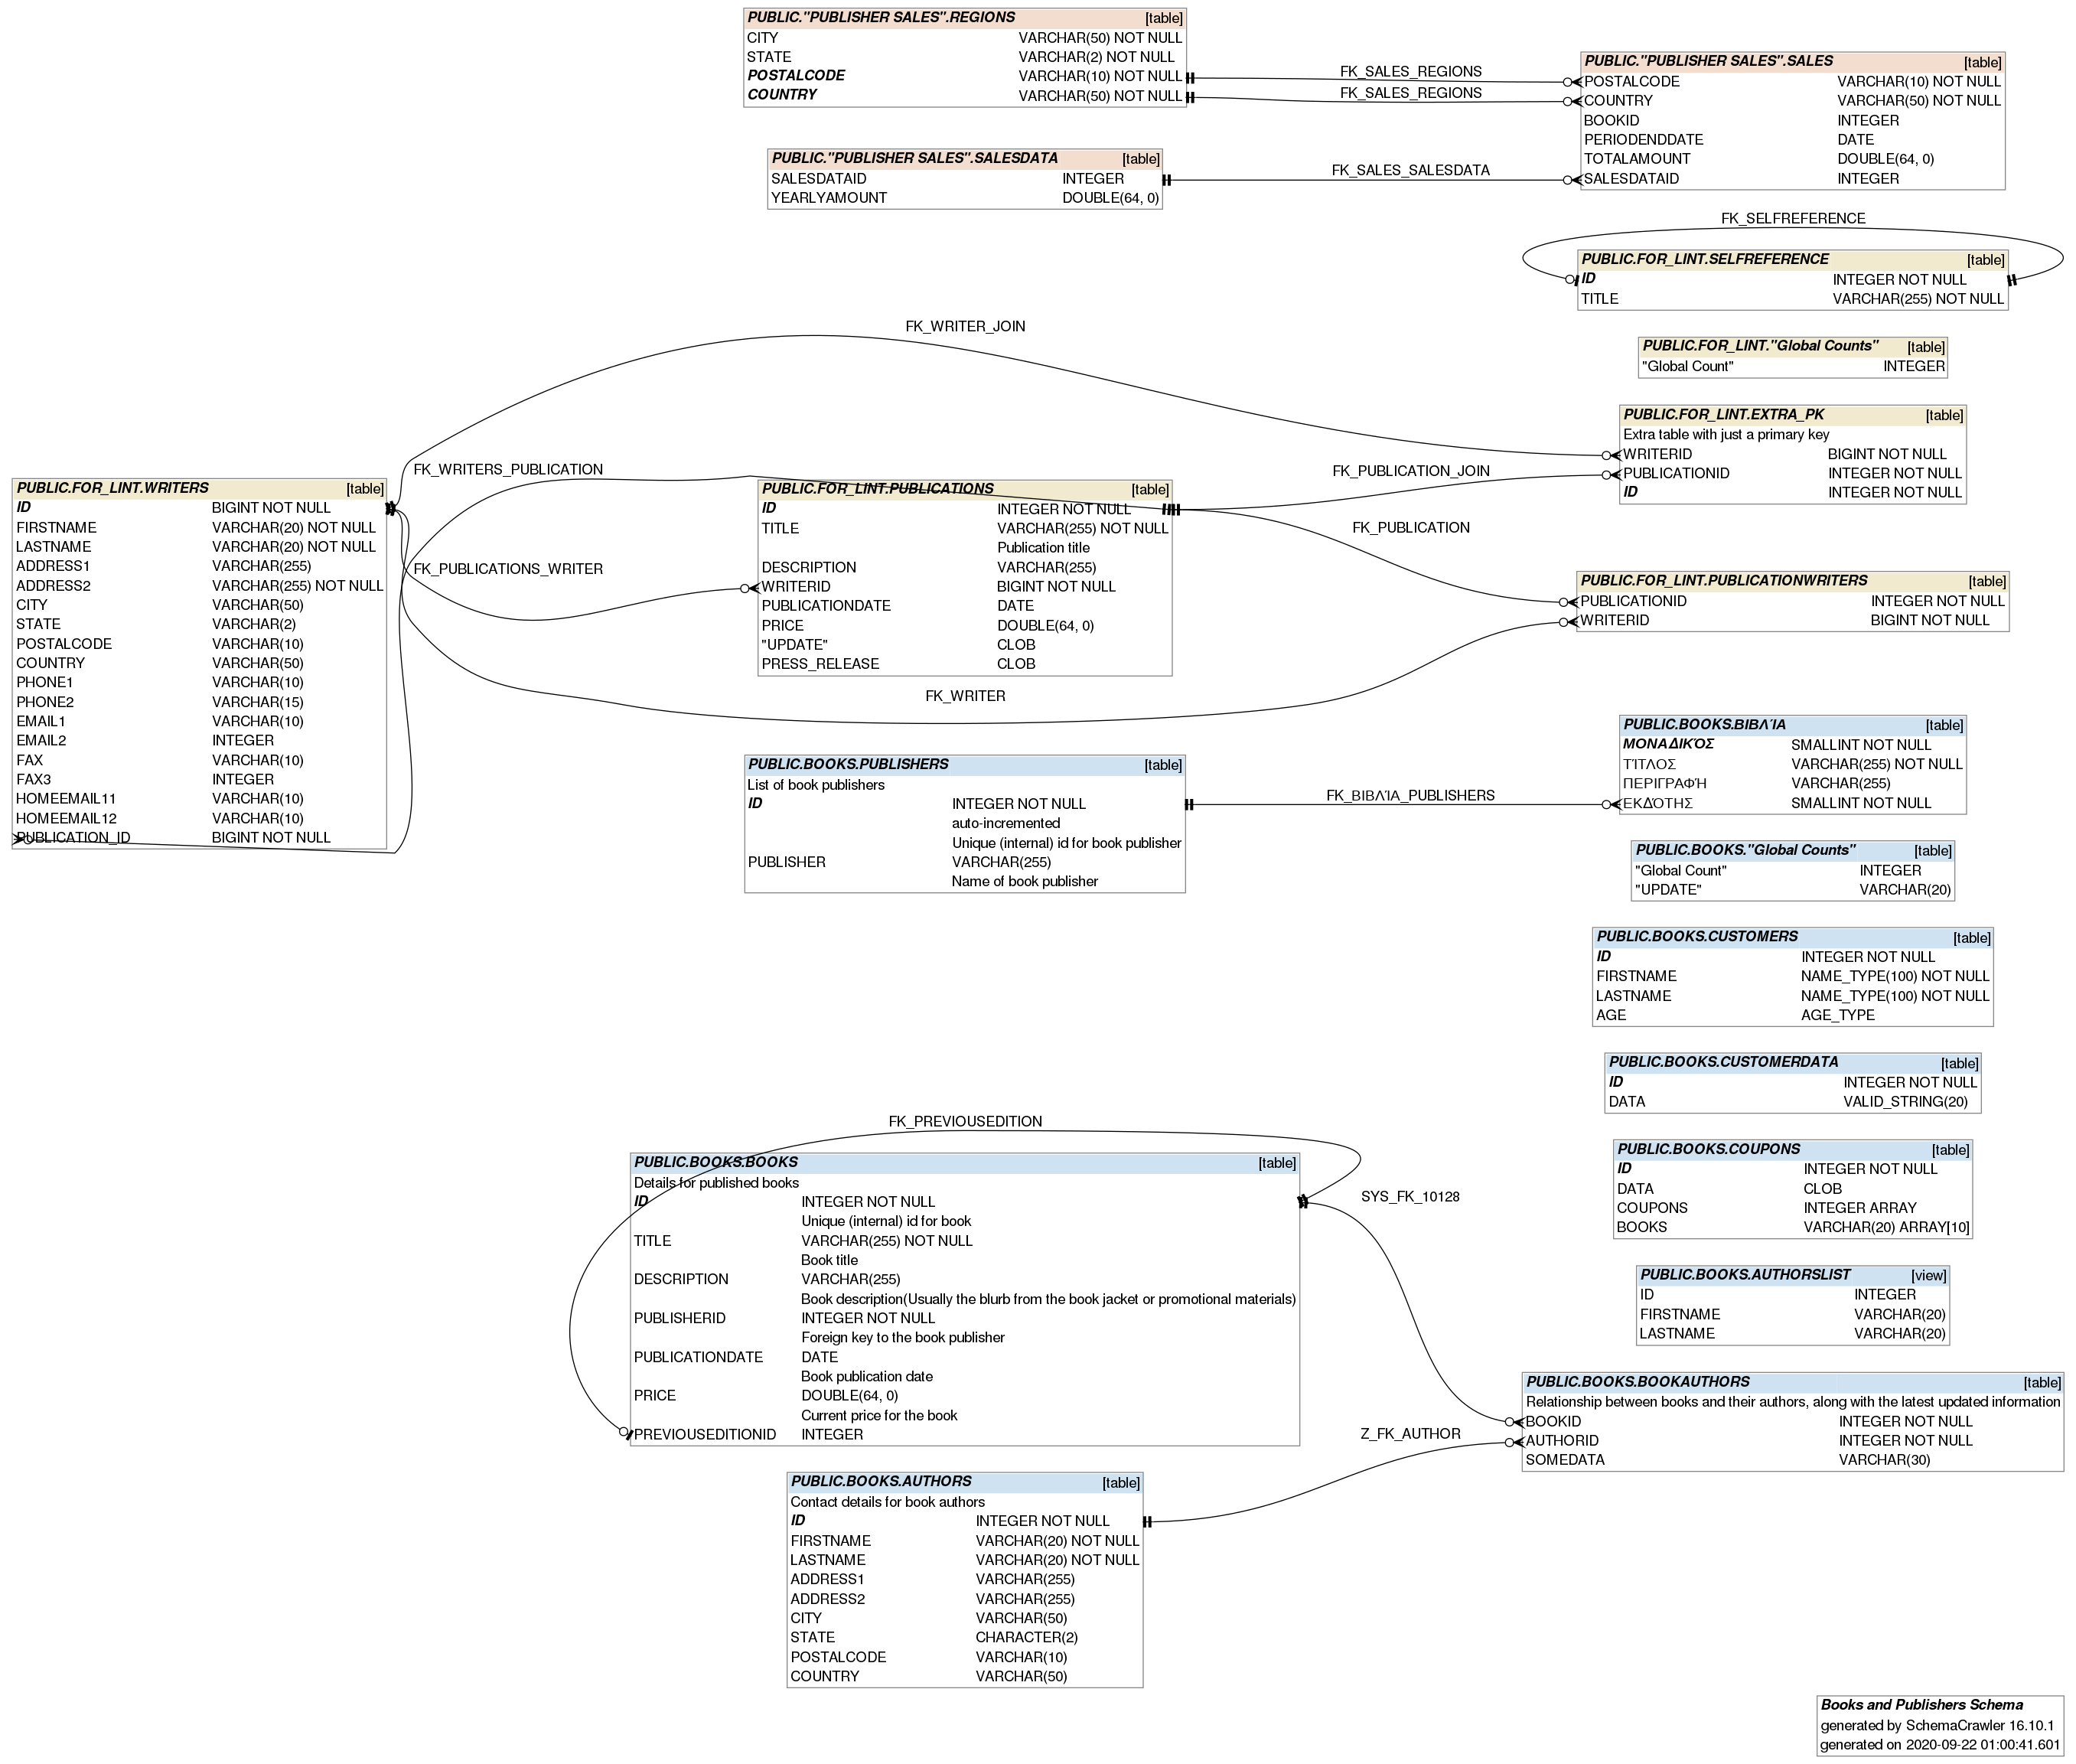 PUBLIC."PUBLISHER SALES".REGIONS [table]
CITY VARCHAR(50) NOT NULL
STATE VARCHAR(2) NOT NULL
POSTALCODE VARCHAR(10) NOT NULL
COUNTRY VARCHAR(50) NOT NULL
FK_SALES_REGIONS
FK_SALES_REGIONS
PUBLIC."PUBLISHER SALES".SALES [table]
POSTALCODE VARCHAR(10) NOT NULL
COUNTRY VARCHAR(50) NOT NULL
BOOKID INTEGER
PERIODENDDATE DATE
TOTALAMOUNT DOUBLE(64, 0)
SALESDATAID INTEGER
PUBLIC."PUBLISHER SALES".SALESDATA [table]
SALESDATAID INTEGER
YEARLYAMOUNT DOUBLE(64, 0)
FK_SALES_SALESDATA
FK_SELFREFERENCE
PUBLIC.FOR_LINT.SELFREFERENCE [table]
ID INTEGER NOT NULL
TITLE VARCHAR(255) NOT NULL
PUBLIC.FOR_LINT."Global Counts" [table]
"Global Count" INTEGER
FK_WRITER_JOIN
PUBLIC.FOR_LINT.EXTRA_PK [table]
Extra table with just a primary key
WRITERID BIGINT NOT NULL
PUBLICATIONID INTEGER NOT NULL
ID INTEGER NOT NULL
PUBLIC.FOR_LINT.WRITERS [table]
ID BIGINT NOT NULL
FIRSTNAME VARCHAR(20) NOT NULL
LASTNAME VARCHAR(20) NOT NULL
ADDRESS1 VARCHAR(255)
ADDRESS2 VARCHAR(255) NOT NULL
CITY VARCHAR(50)
STATE VARCHAR(2)
POSTALCODE VARCHAR(10)
COUNTRY VARCHAR(50)
PHONE1 VARCHAR(10)
PHONE2 VARCHAR(15)
EMAIL1 VARCHAR(10)
EMAIL2 INTEGER
FAX VARCHAR(10)
FAX3 INTEGER
HOMEEMAIL11 VARCHAR(10)
HOMEEMAIL12 VARCHAR(10)
PUBLICATION_ID BIGINT NOT NULL
FK_WRITERS_PUBLICATION
FK_PUBLICATIONS_WRITER
PUBLIC.FOR_LINT.PUBLICATIONS [table]
ID INTEGER NOT NULL
TITLE VARCHAR(255) NOT NULL
Publication title
DESCRIPTION VARCHAR(255)
WRITERID BIGINT NOT NULL
PUBLICATIONDATE DATE
PRICE DOUBLE(64, 0)
"UPDATE" CLOB
PRESS_RELEASE CLOB
FK_PUBLICATION_JOIN
FK_PUBLICATION
FK_WRITER
PUBLIC.FOR_LINT.PUBLICATIONWRITERS [table]
PUBLICATIONID INTEGER NOT NULL
WRITERID BIGINT NOT NULL
PUBLIC.BOOKS.PUBLISHERS [table]
List of book publishers
ID INTEGER NOT NULL
auto-incremented
Unique (internal) id for book publisher
PUBLISHER VARCHAR(255)
Name of book publisher
FK_ΒΙΒΛΊΑ_PUBLISHERS
PUBLIC.BOOKS.ΒΙΒΛΊΑ [table]
ΜΟΝΑΔΙΚΌΣ SMALLINT NOT NULL
ΤΊΤΛΟΣ VARCHAR(255) NOT NULL
ΠΕΡΙΓΡΑΦΉ VARCHAR(255)
ΕΚΔΌΤΗΣ SMALLINT NOT NULL
PUBLIC.BOOKS."Global Counts" [table]
"Global Count" INTEGER
"UPDATE" VARCHAR(20)
PUBLIC.BOOKS.CUSTOMERS [table]
ID INTEGER NOT NULL
FIRSTNAME NAME_TYPE(100) NOT NULL
LASTNAME NAME_TYPE(100) NOT NULL
AGE AGE_TYPE
PUBLIC.BOOKS.CUSTOMERDATA [table]
ID INTEGER NOT NULL
DATA VALID_STRING(20)
PUBLIC.BOOKS.COUPONS [table]
ID INTEGER NOT NULL
DATA CLOB
COUPONS INTEGER ARRAY
BOOKS VARCHAR(20) ARRAY[10]
PUBLIC.BOOKS.AUTHORSLIST [view]
ID INTEGER
FIRSTNAME VARCHAR(20)
LASTNAME VARCHAR(20)
FK_PREVIOUSEDITION
PUBLIC.BOOKS.BOOKS [table]
Details for published books
ID INTEGER NOT NULL
Unique (internal) id for book
TITLE VARCHAR(255) NOT NULL
Book title
DESCRIPTION VARCHAR(255)
Book description(Usually the blurb from the book jacket or promotional materials)
PUBLISHERID INTEGER NOT NULL
Foreign key to the book publisher
PUBLICATIONDATE DATE
Book publication date
PRICE DOUBLE(64, 0)
Current price for the book
PREVIOUSEDITIONID INTEGER
SYS_FK_10128
Z_FK_AUTHOR
PUBLIC.BOOKS.BOOKAUTHORS [table]
Relationship between books and their authors, along with the latest updated information
BOOKID INTEGER NOT NULL
AUTHORID INTEGER NOT NULL
SOMEDATA VARCHAR(30)
PUBLIC.BOOKS.AUTHORS [table]
Contact details for book authors
ID INTEGER NOT NULL
FIRSTNAME VARCHAR(20) NOT NULL
LASTNAME VARCHAR(20) NOT NULL
ADDRESS1 VARCHAR(255)
ADDRESS2 VARCHAR(255)
CITY VARCHAR(50)
STATE CHARACTER(2)
POSTALCODE VARCHAR(10)
COUNTRY VARCHAR(50)
Books and Publishers Schema
generated by SchemaCrawler 16.10.1
generated on 2020-09-22 01:00:41.601